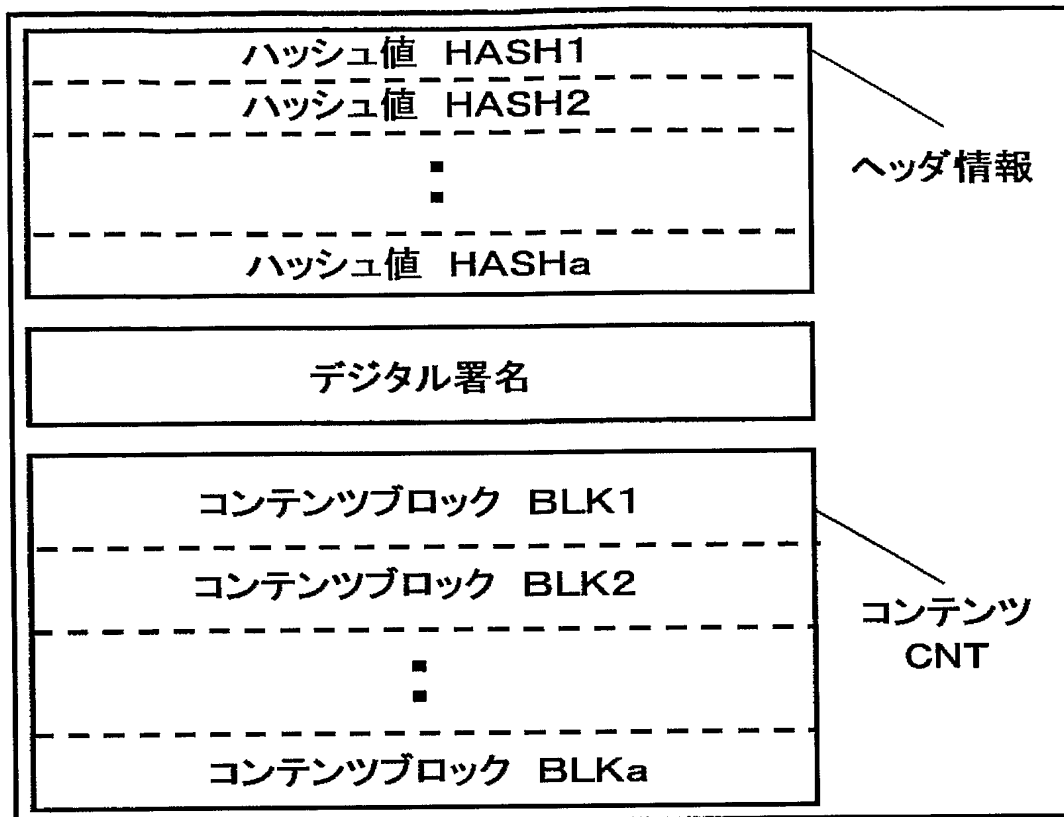 ハッシュ値 HASH1
ハッシュ値 HASH2
ハッシュ値 HASHa
ヘッダ情報
デジタル署名
コンテンツブロック BLK1
コンテンツブロック BLK2
コンテンツブロック BLKa
コンテンツ
CNT